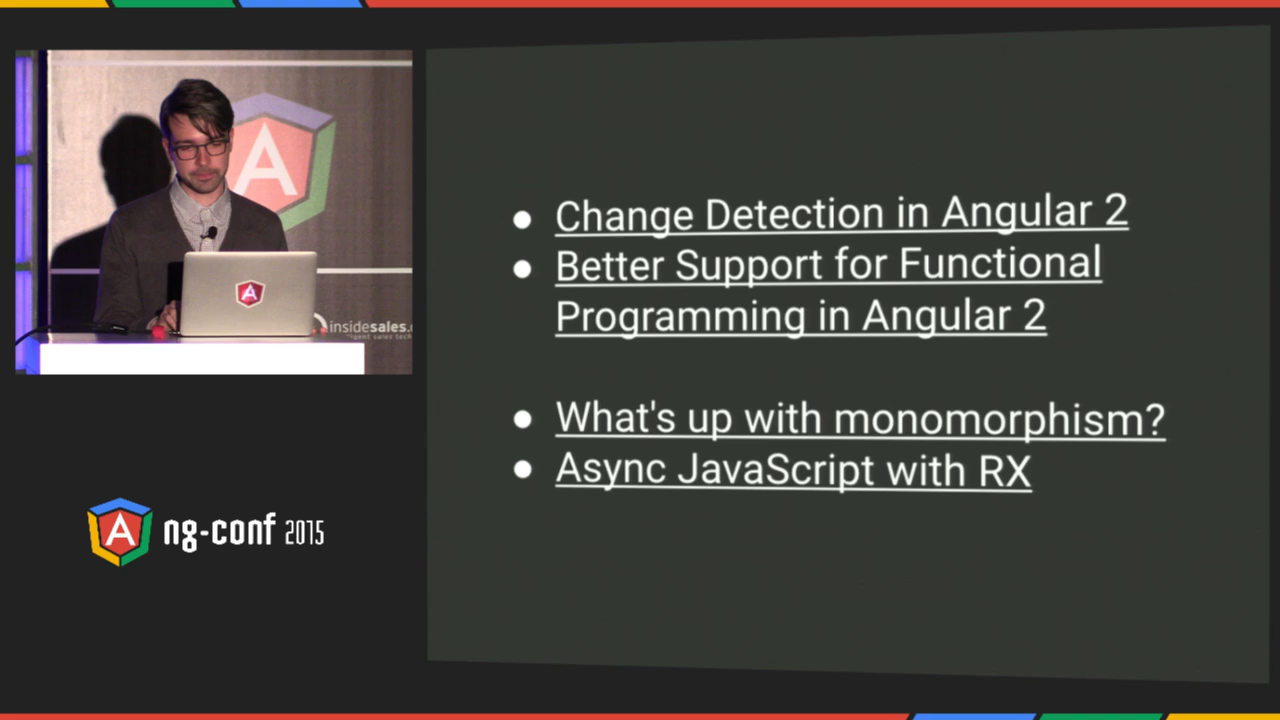 A
A
insidesales.
● Change Detection in Angular 2
● Better Support for Functional
Programming in Angular 2
● What's up with monomorphism?
● Async JavaScript with RX
A ng-conf 2015